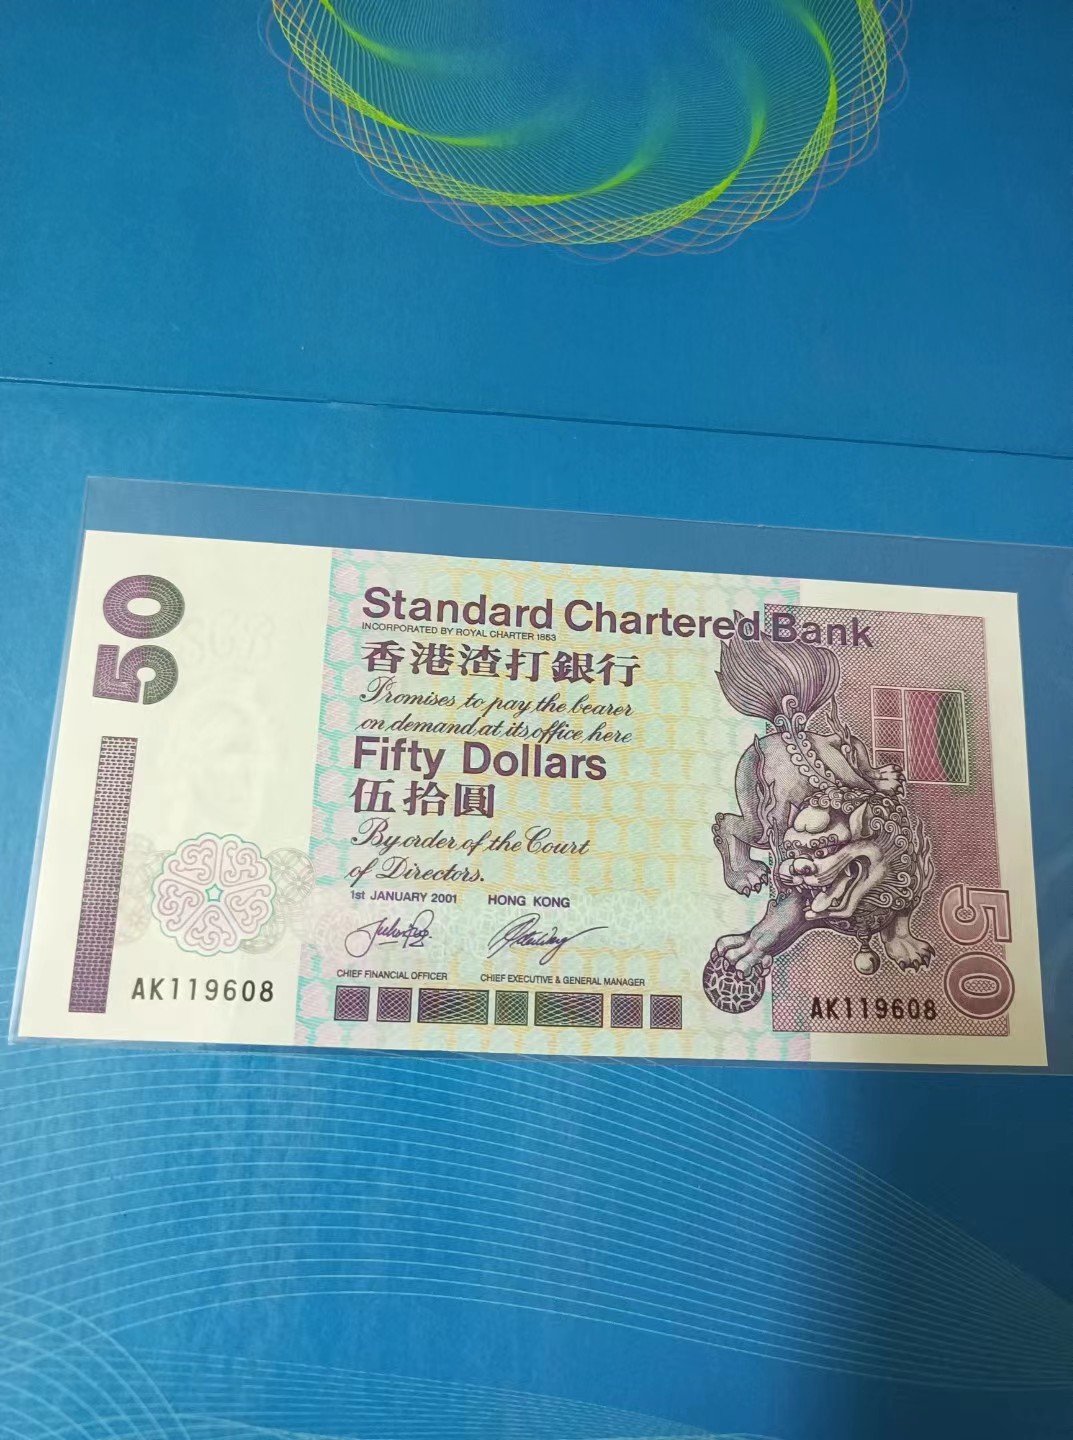 50
Standard Chartered Bank
INCORPORATED BY ROYAL CHARTER 1853
香港渣打銀行
Promises to pay the bearer
on demand at its office here
Fifty Dollars
伍拾圓
By order of the Court
of Directors.
1st JANUARY 2001 HONG KONG
CHIEF FINANCIAL OFFICER CHIEF EXECUTIVE & GENERAL MANAGER
AK119608
AK119608
50